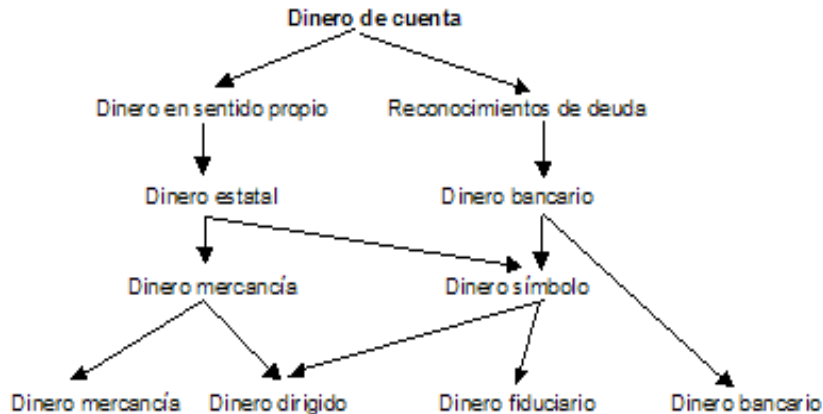 Dinero de cuenta
Dinero en sentido propio Reconocimientos de deuda
Dinero estatal Dinero bancario
Dinero mercancía Dinero símbolo
Dinero mercancía Dinero dirigido Dinero fiduciario Dinero bancario